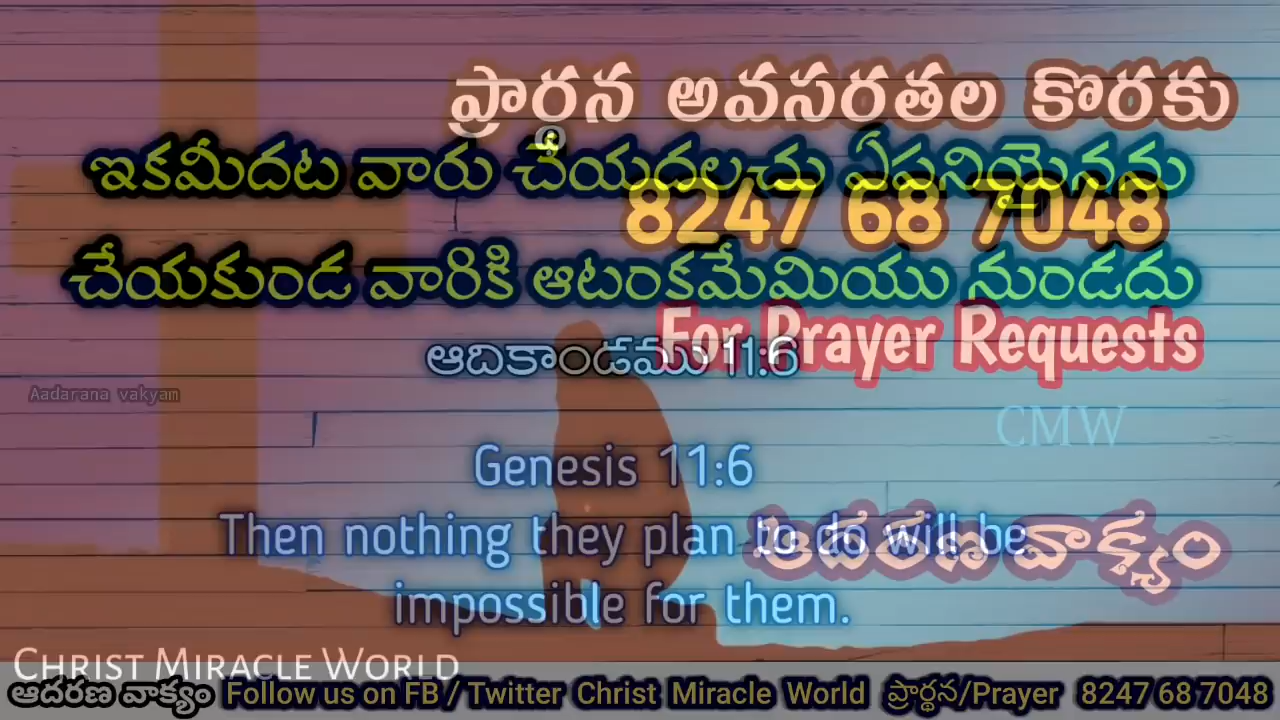 ప్రార్ధన అవసరతల కొరకు
ఇకమీదట వారు చేయదలచు ఏపనియైనను
8247 68 7048
చేయకుండ వారికి ఆటంకమేమియు నుండదు
For Prayer Requests
ఆదికాండము 11:6
Aadarana vakyam
CMW
Genesis 11:6
Then nothing they plan to do will be
ఆదరణ వాక్యం
impossible for them.
CHRIST MIRACLE WORLD
ఆదరణ వాక్యం Follow us on FB / Twitter Christ Miracle World ప్రార్థన/Prayer 8247 68 7048